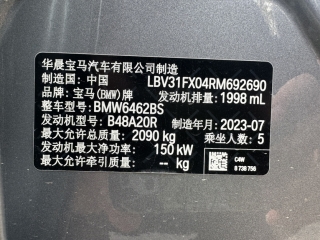 华晨宝马汽车有限公司制造
制造国：中国 LBV31FX04RM692690
品牌：宝马(BMW)牌 发动机排量：1998 mL
整车型号：BMW6462BS
发动机型号：B48A20R 制造年月：2023-07
最大允许总质量：2090 kg 乘坐人数：5
发动机最大净功率：150 kW
最大允许牵引质量：-- kg
C4W
8 738 756